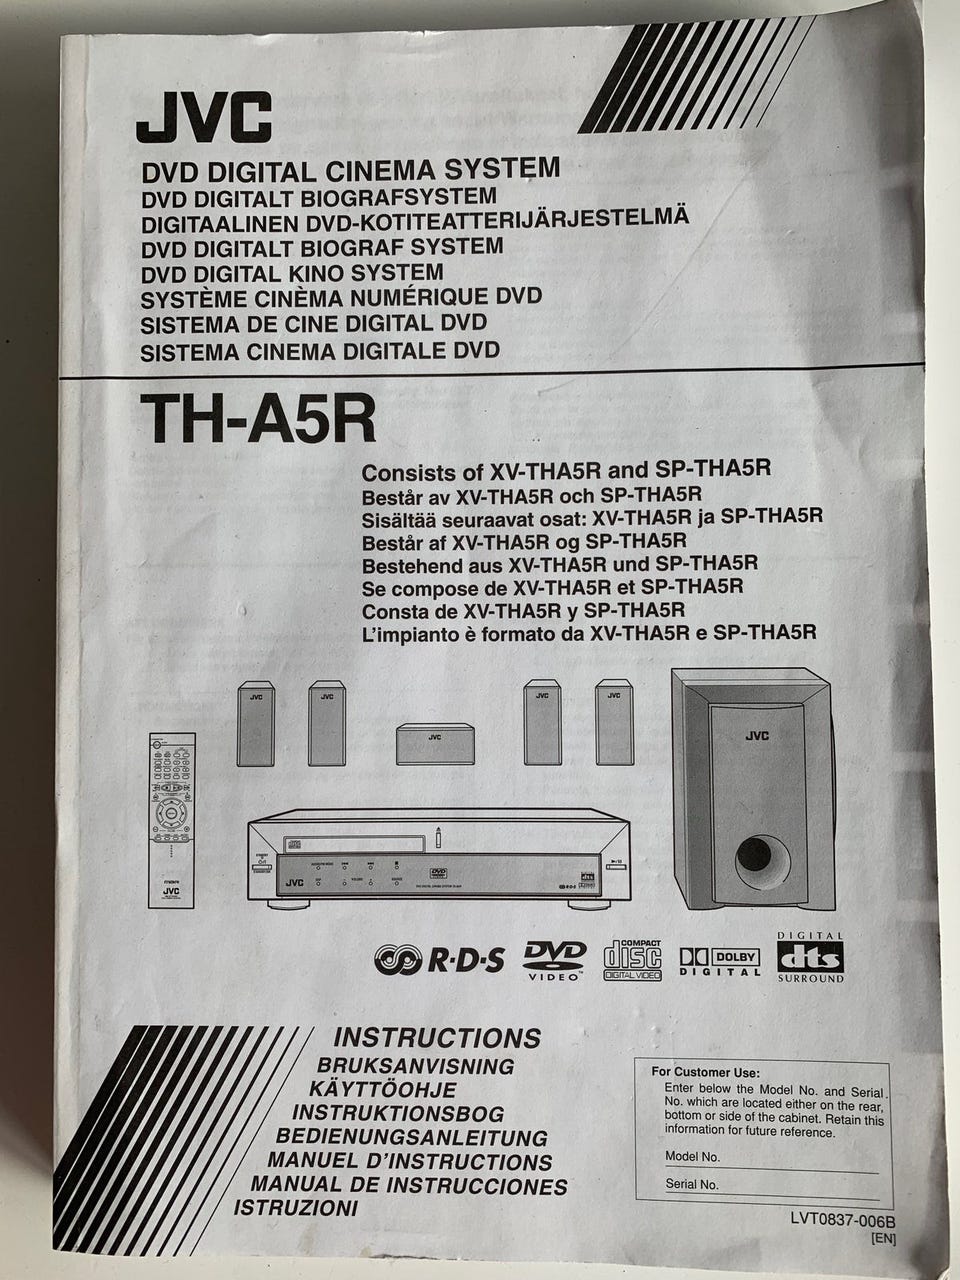 JVC
DVD DIGITAL CINEMA SYSTEM
DVD DIGITALT BIOGRAFSYSTEM
DIGITAALINEN DVD-KOTITEATTERIJÄRJESTELMÄ
DVD DIGITALT BIOGRAF SYSTEM
DVD DIGITAL KINO SYSTEM
SYSTÈME CINÈMA NUMÉRIQUE DVD
SISTEMA DE CINE DIGITAL DVD
SISTEMA CINEMA DIGITALE DVD
TH-A5R
Consists of XV-THA5R and SP-THA5R
Består av XV-THA5R och SP-THA5R
Sisältää seuraavat osat: XV-THA5R ja SP-THA5R
Består af XV-THA5R og SP-THA5R
Bestehend aus XV-THA5R und SP-THA5R
Se compose de XV-THA5R et SP-THA5R
Consta de XV-THA5R y SP-THA5R
L'impianto è formato da XV-THA5R e SP-THA5R
JVC
JVC
JVC
JVC
JVC
JVC
JVC
JVC
DVD
VOLUME
R·D·S
dts
R·D·S
DVD
VIDEO™
COMPACT
disc
DIGITAL VIDEO
DOLBY
DIGITAL
DIGITAL
dts
SURROUND
INSTRUCTIONS
BRUKSANVISNING
KÄYTTÖOHJE
INSTRUKTIONSBOG
BEDIENUNGSANLEITUNG
MANUEL D'INSTRUCTIONS
MANUAL DE INSTRUCCIONES
ISTRUZIONI
For Customer Use:
Enter below the Model No. and Serial
No. which are located either on the rear,
bottom or side of the cabinet. Retain this
information for future reference.
Model No.
Serial No.
LVT0837-006B
[EN]